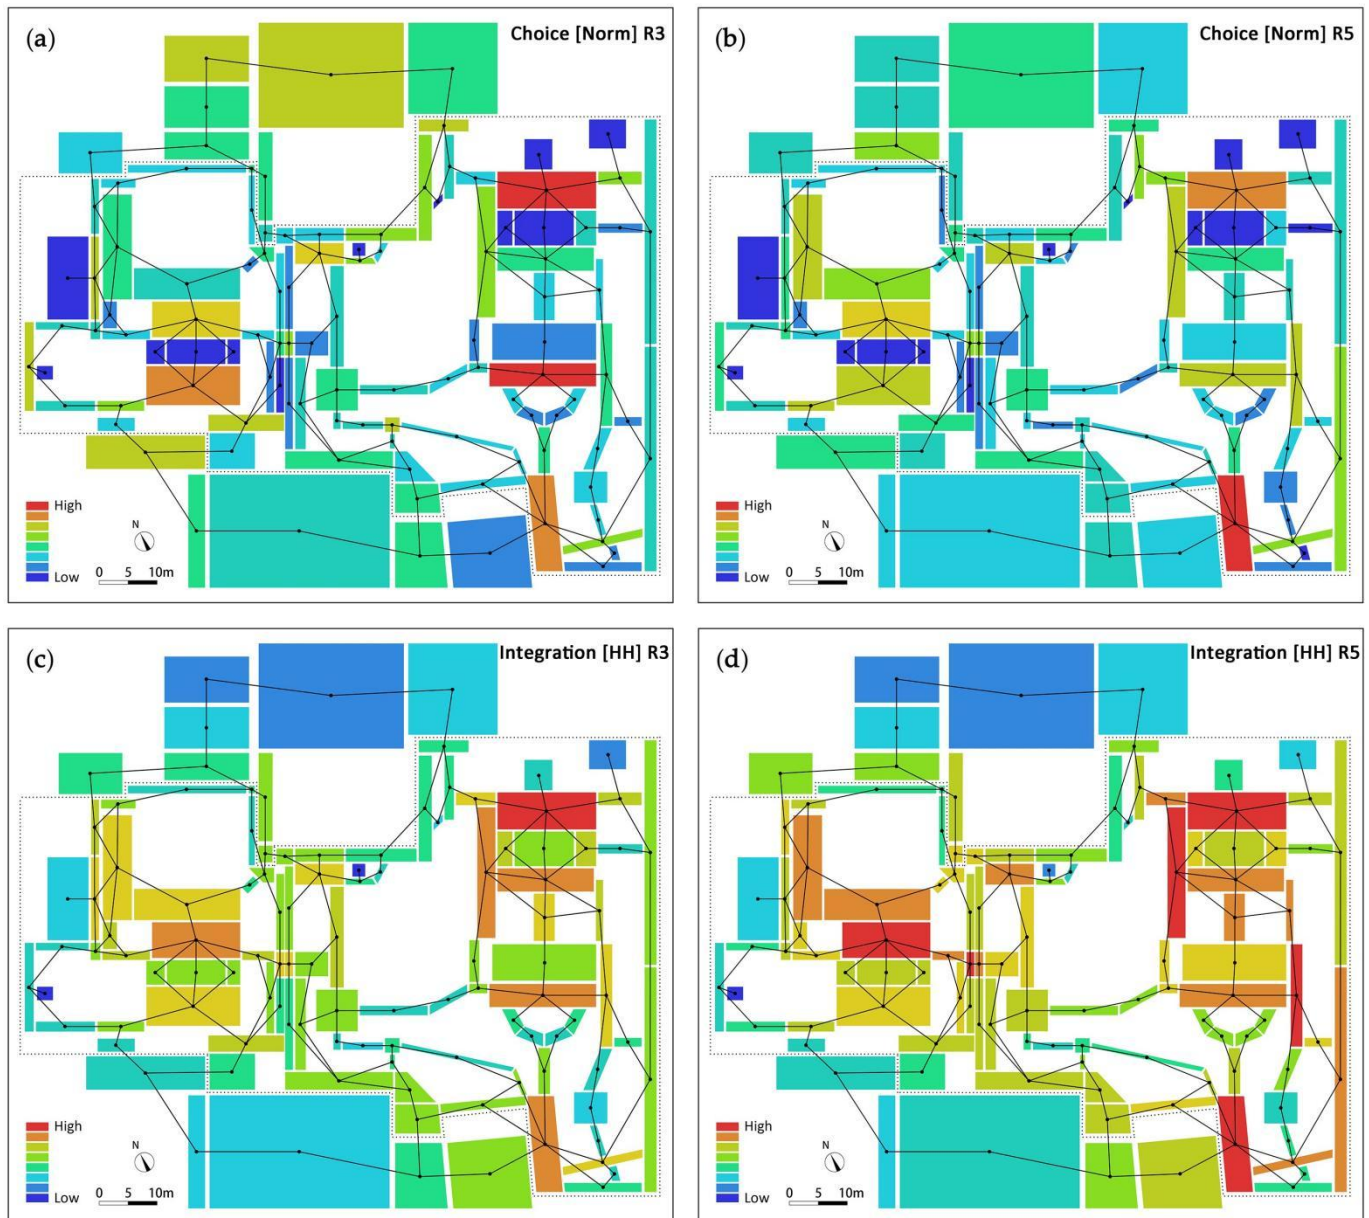 (a)
Choice [Norm] R3
High
Low
N
0 5 10m
(b)
Choice [Norm] R5
High
Low
N
0 5 10m
(c)
Integration [HH] R3
High
Low
N
0 5 10m
(d)
Integration [HH] R5
High
Low
N
0 5 10m